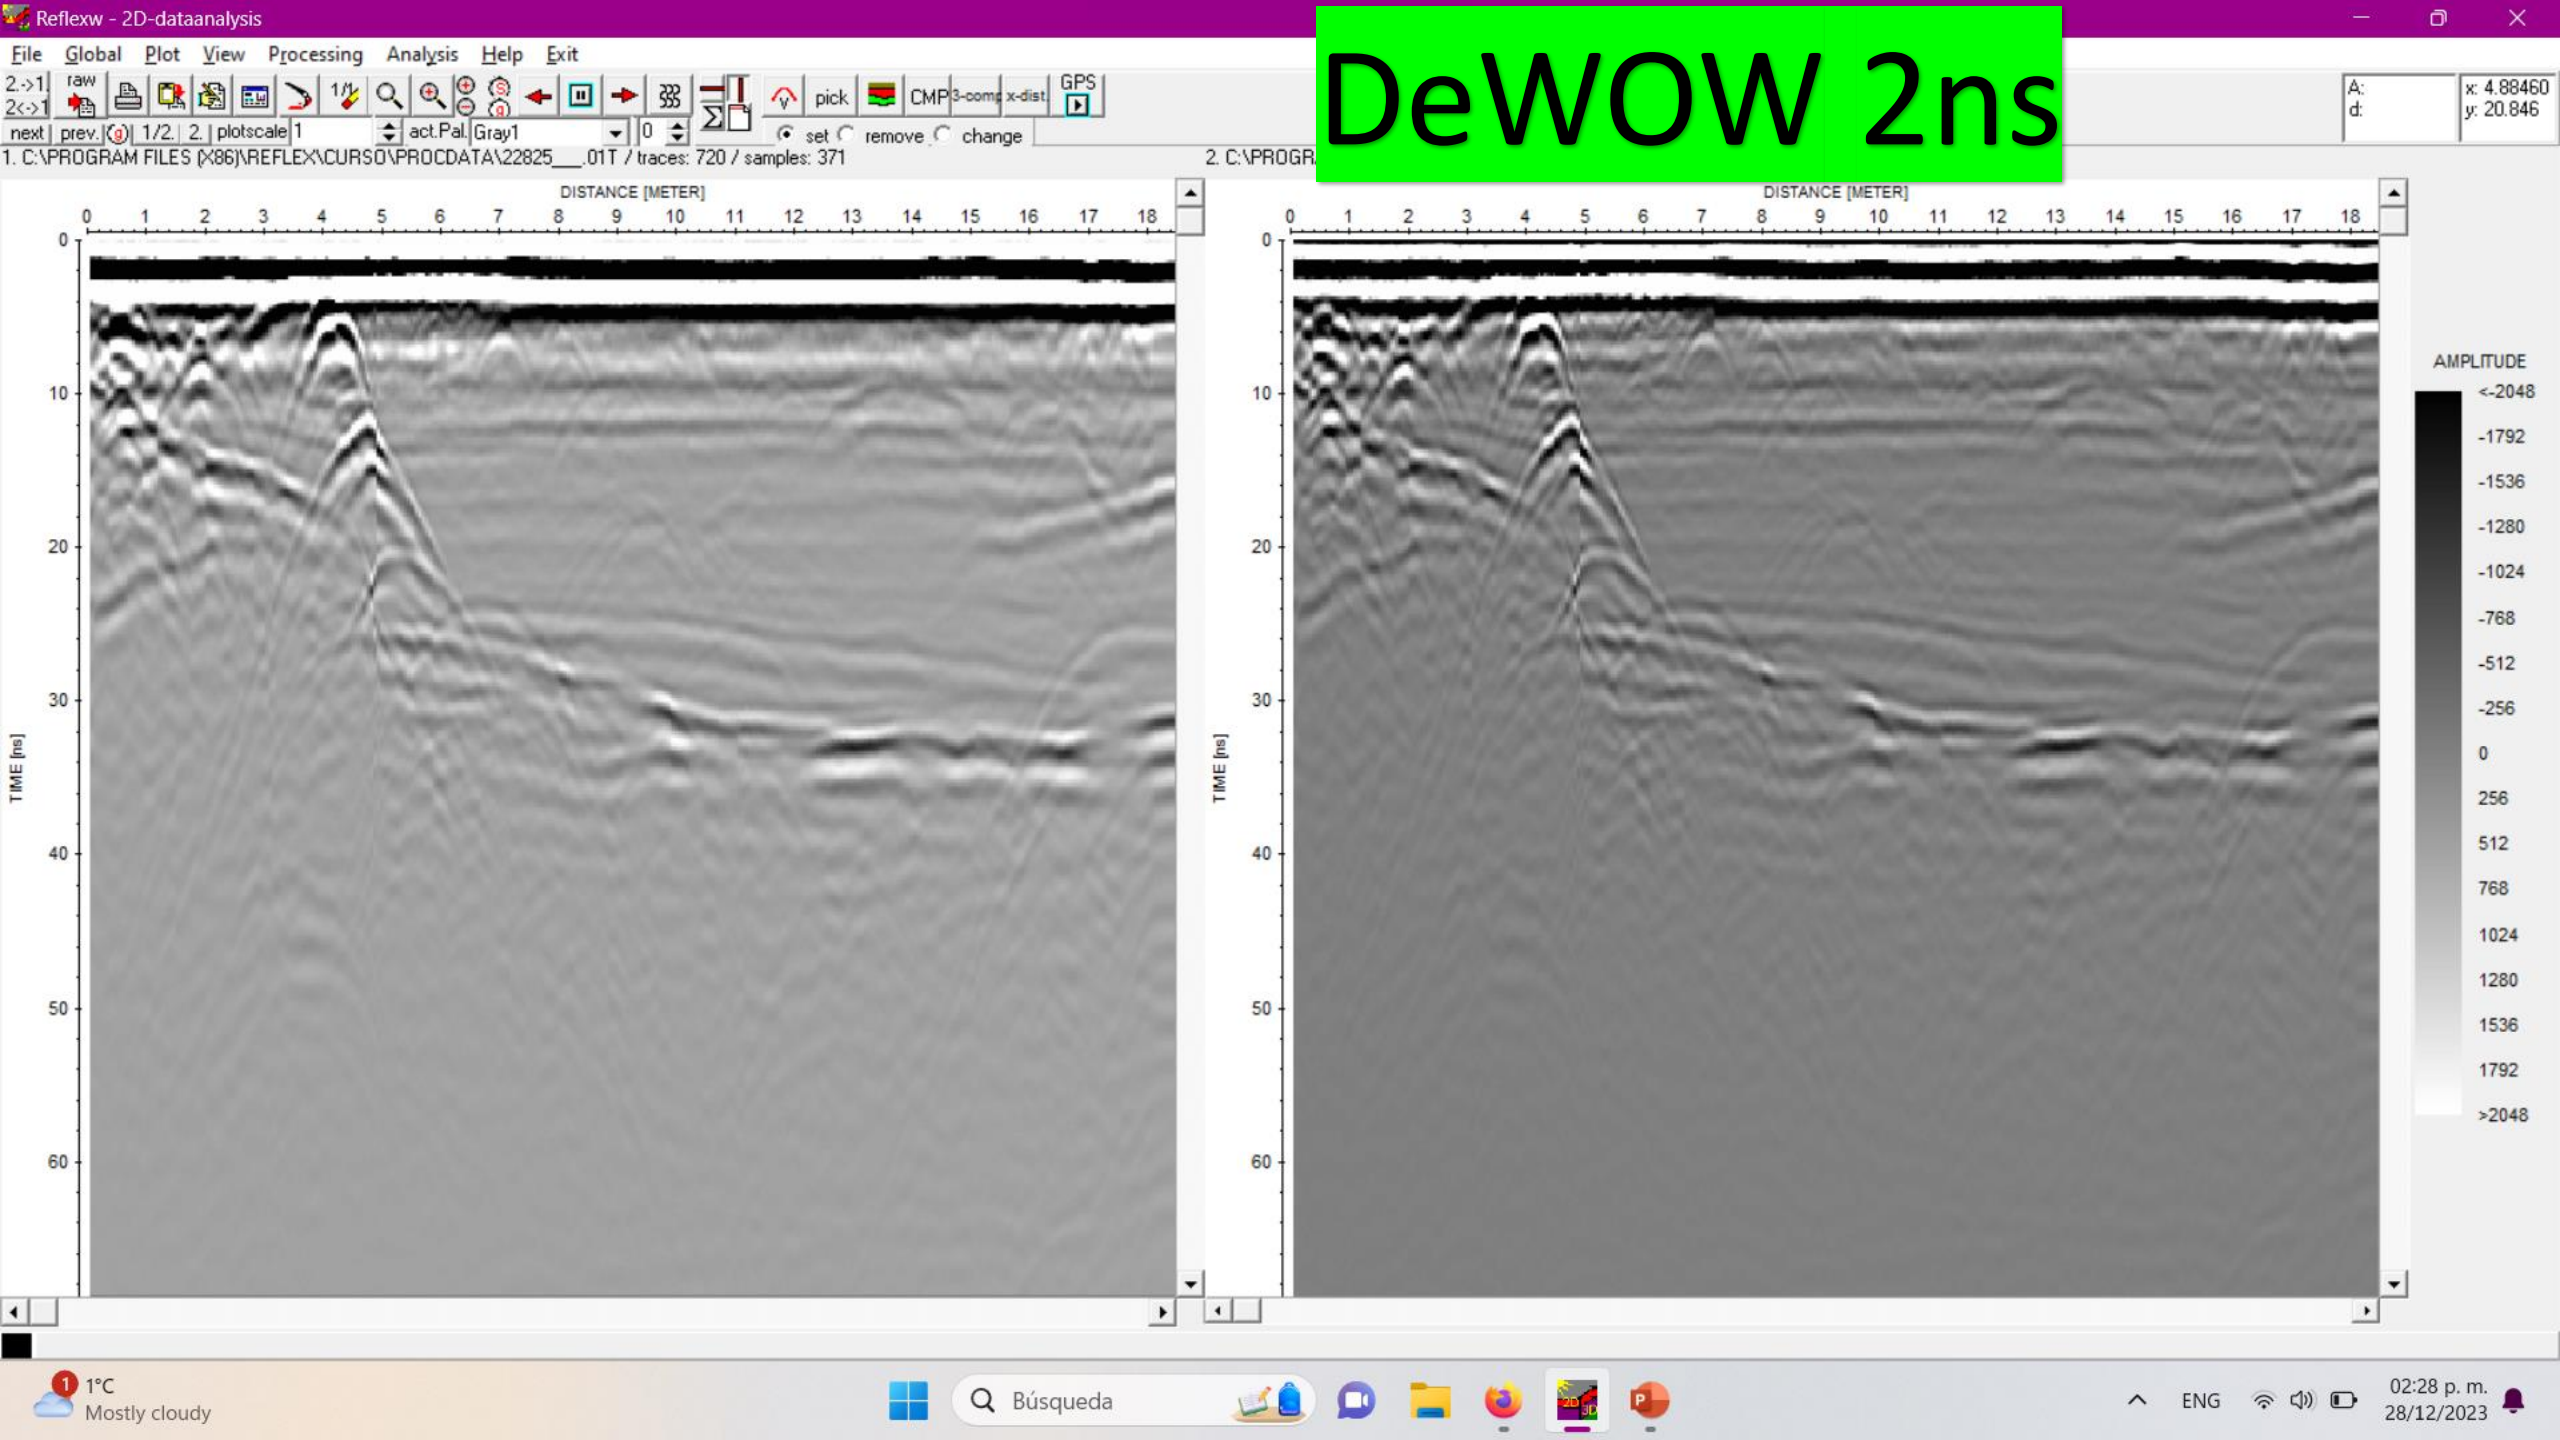 Reflexw - 2D-dataanalysis
File Global Plot View Processing Analysis Help Exit
DeWOW 2ns
2.->1 raw 1/f pick CMP 3-comp x-dist. GPS
2<->1
next prev. (g) 1/2. 2. plotscale 1 act.Pal. Gray1 0 set remove change
A: x: 4.88460
d: y: 20.846
1. C:\PROGRAM FILES (X86)\REFLEX\CURSO\PROCDATA\22825___.01T / traces: 720 / samples: 371
2. C:\PROGR
DISTANCE [METER]
0 1 2 3 4 5 6 7 8 9 10 11 12 13 14 15 16 17 18
0
10
20
30
40
50
60
TIME [ns]
DISTANCE [METER]
0 1 2 3 4 5 6 7 8 9 10 11 12 13 14 15 16 17 18
0
10
20
30
40
50
60
TIME [ns]
AMPLITUDE
<-2048
-1792
-1536
-1280
-1024
-768
-512
-256
0
256
512
768
1024
1280
1536
1792
>2048
1
1°C
Mostly cloudy
Búsqueda
ENG
02:28 p. m.
28/12/2023